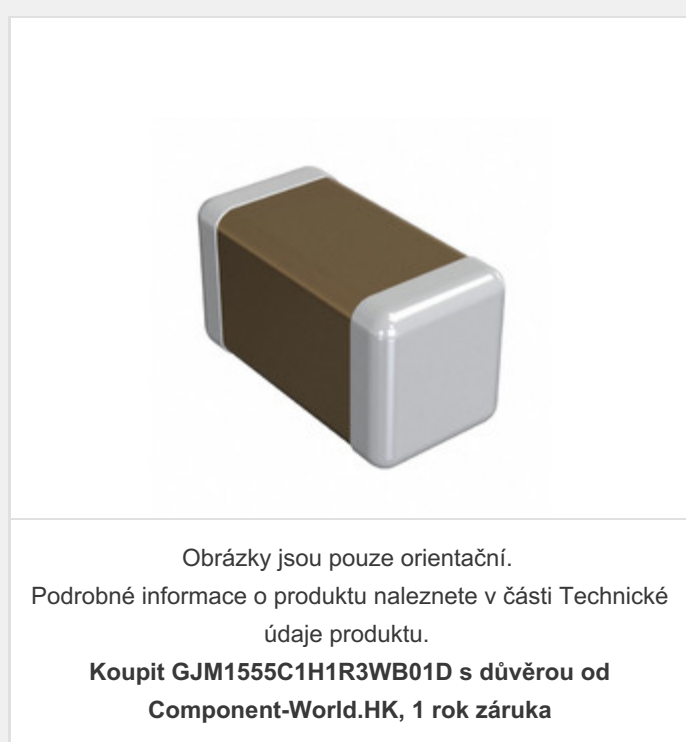 Obrázky jsou pouze orientační.
Podrobné informace o produktu naleznete v části Technické
údaje produktu.
Koupit GJM1555C1H1R3WB01D s důvěrou od
Component-World.HK, 1 rok záruka